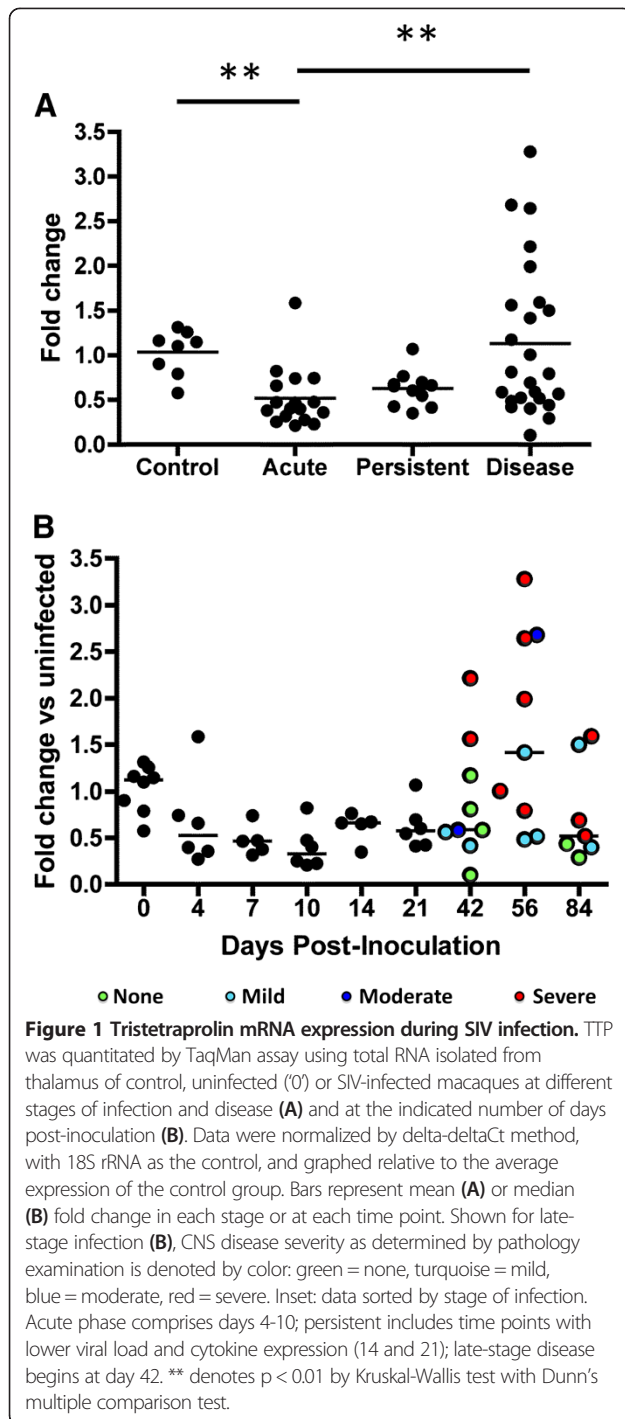 **
**
A
3.5
3.0
2.5
2.0
1.5
1.0
0.5
0.0
Fold change
Control Acute Persistent Disease
B
3.5
3.0
2.5
2.0
1.5
1.0
0.5
0.0
Fold change vs uninfected
0 4 7 10 14 21 42 56 84
Days Post-Inoculation
None Mild Moderate Severe
Figure 1 Tristetraprolin mRNA expression during SIV infection. TTP
was quantitated by TaqMan assay using total RNA isolated from
thalamus of control, uninfected (‘0’) or SIV-infected macaques at different
stages of infection and disease (A) and at the indicated number of days
post-inoculation (B). Data were normalized by delta-deltaCt method,
with 18S rRNA as the control, and graphed relative to the average
expression of the control group. Bars represent mean (A) or median
(B) fold change in each stage or at each time point. Shown for late-
stage infection (B), CNS disease severity as determined by pathology
examination is denoted by color: green = none, turquoise = mild,
blue = moderate, red = severe. Inset: data sorted by stage of infection.
Acute phase comprises days 4-10; persistent includes time points with
lower viral load and cytokine expression (14 and 21); late-stage disease
begins at day 42. ** denotes p < 0.01 by Kruskal-Wallis test with Dunn’s
multiple comparison test.